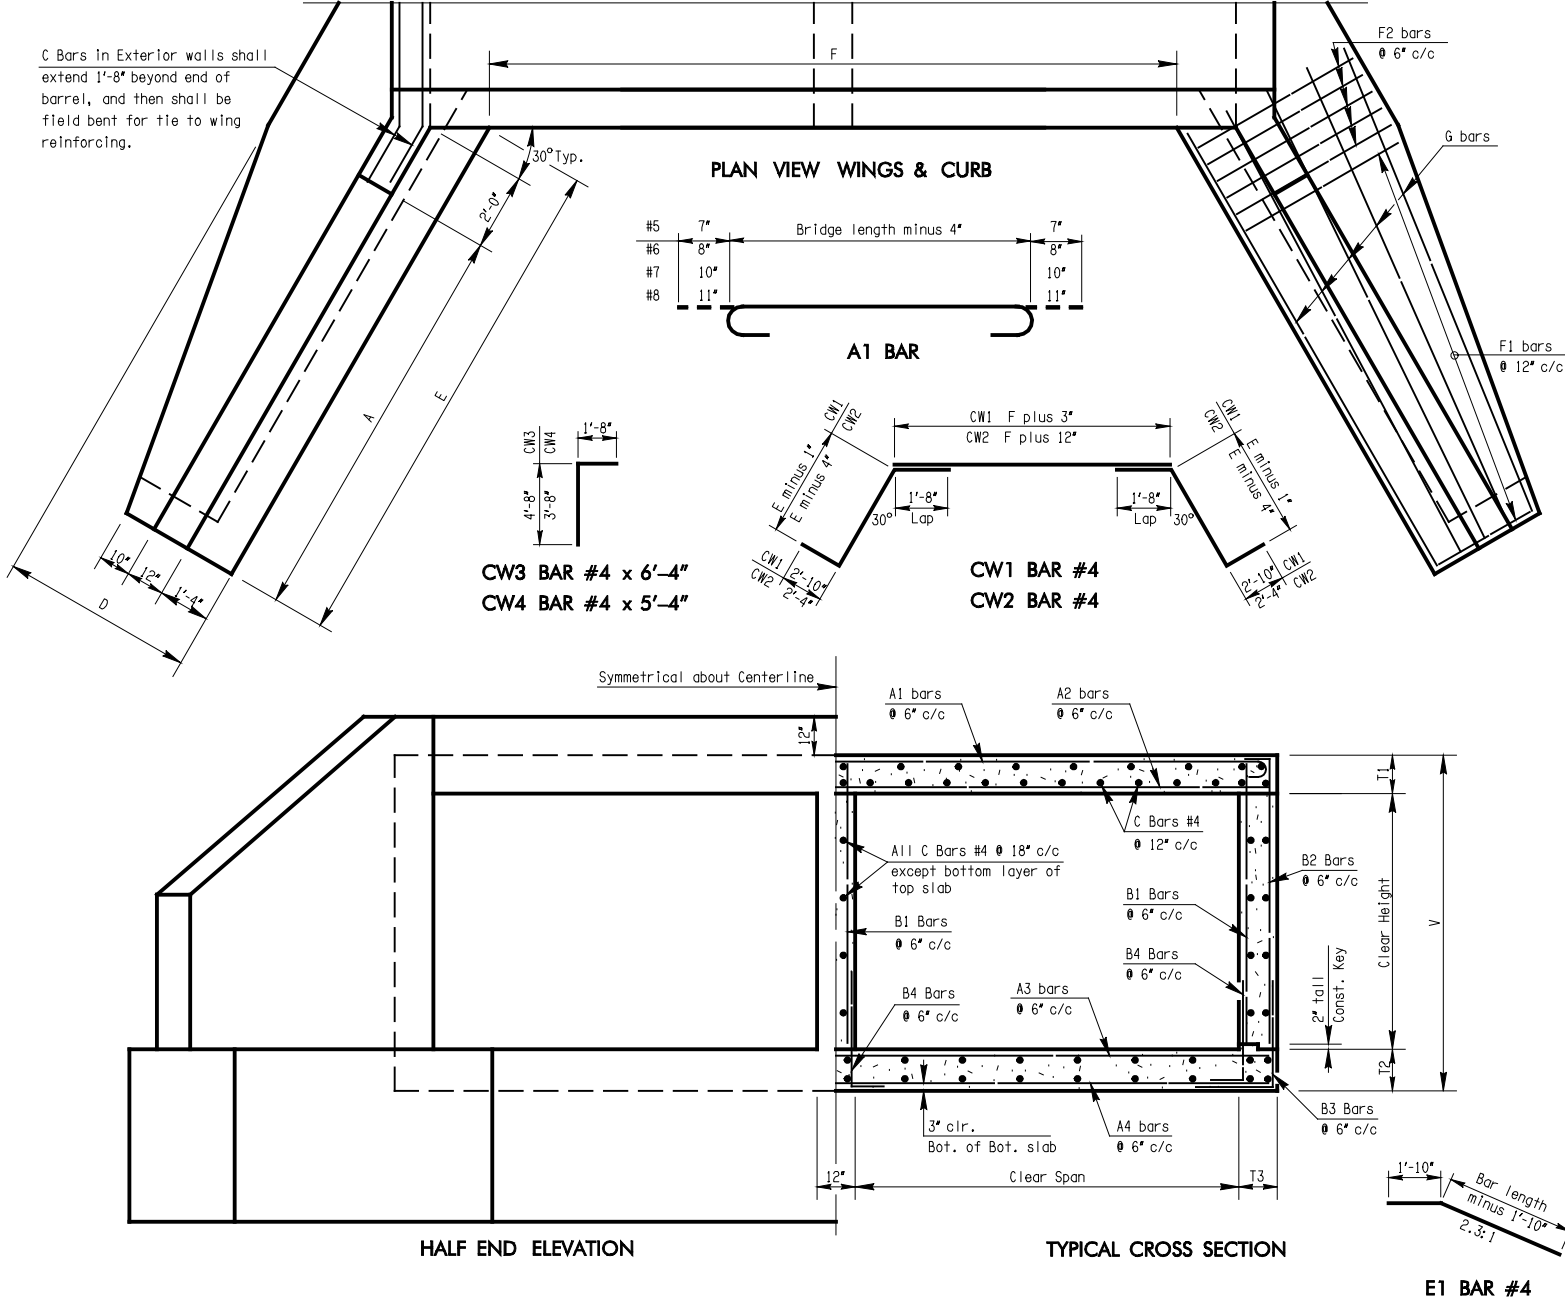 C Bars in Exterior walls shall
extend 1'-8" beyond end of
barrel, and then shall be
field bent for tie to wing
reinforcing.
F
30° Typ.
2'-0"
A
E
10"
12"
1'-4"
D
PLAN VIEW WINGS & CURB
F2 bars
@ 6" c/c
G bars
F1 bars
@ 12" c/c
#5 7" Bridge length minus 4" 7"
#6 8" 8"
#7 10" 10"
#8 11" 11"
A1 BAR
CW3
CW4
1'-8"
4'-8"
3'-8"
CW3 BAR #4 x 6'–4"
CW4 BAR #4 x 5'–4"
CW1
CW2
CW1 F plus 3"
CW2 F plus 12"
CW1
CW2
E minus 1"
E minus 4"
E minus 1"
E minus 4"
1'-8"
Lap
30°
1'-8"
Lap
30°
CW1
CW2
2'-10"
2'-4"
CW1
CW2
2'-10"
2'-4"
CW1 BAR #4
CW2 BAR #4
Symmetrical about Centerline
12"
A1 bars
@ 6" c/c
A2 bars
@ 6" c/c
C Bars #4
@ 12" c/c
All C Bars #4 @ 18" c/c
except bottom layer of
top slab
B1 Bars
@ 6" c/c
B4 Bars
@ 6" c/c
A3 bars
@ 6" c/c
B1 Bars
@ 6" c/c
B4 Bars
@ 6" c/c
B2 Bars
@ 6" c/c
T1
Clear Height
V
2" tall
Const. Key
T2
B3 Bars
@ 6" c/c
3" clr.
Bot. of Bot. slab
A4 bars
@ 6" c/c
12"
Clear Span
T3
HALF END ELEVATION
TYPICAL CROSS SECTION
1'-10"
Bar length
minus 1'-10"
2.3:1
E1 BAR #4